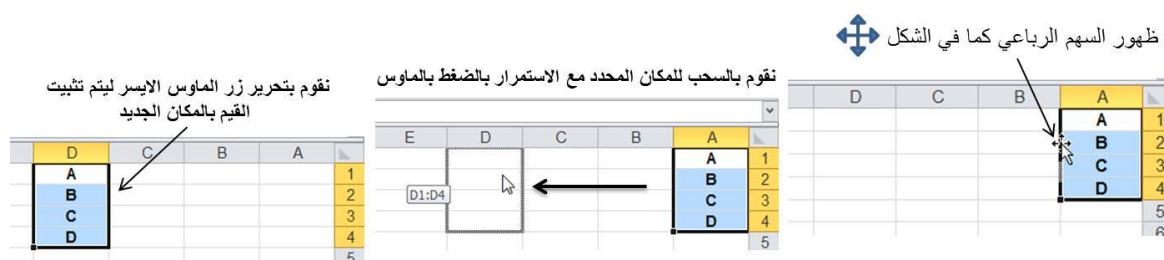 ظهور السهم الرباعي كما في الشكل
D C B A
A 1
B 2
C 3
D 4
5
6
نقوم بالسحب للمكان المحدد مع الاستمرار بالضغط بالماوس
E D C B A
A 1
B 2
D1:D4 C 3
D 4
5
نقوم بتحرير زر الماوس الايسر ليتم تثبيت
القيم بالمكان الجديد
D C B A
A 1
B 2
C 3
D 4
5